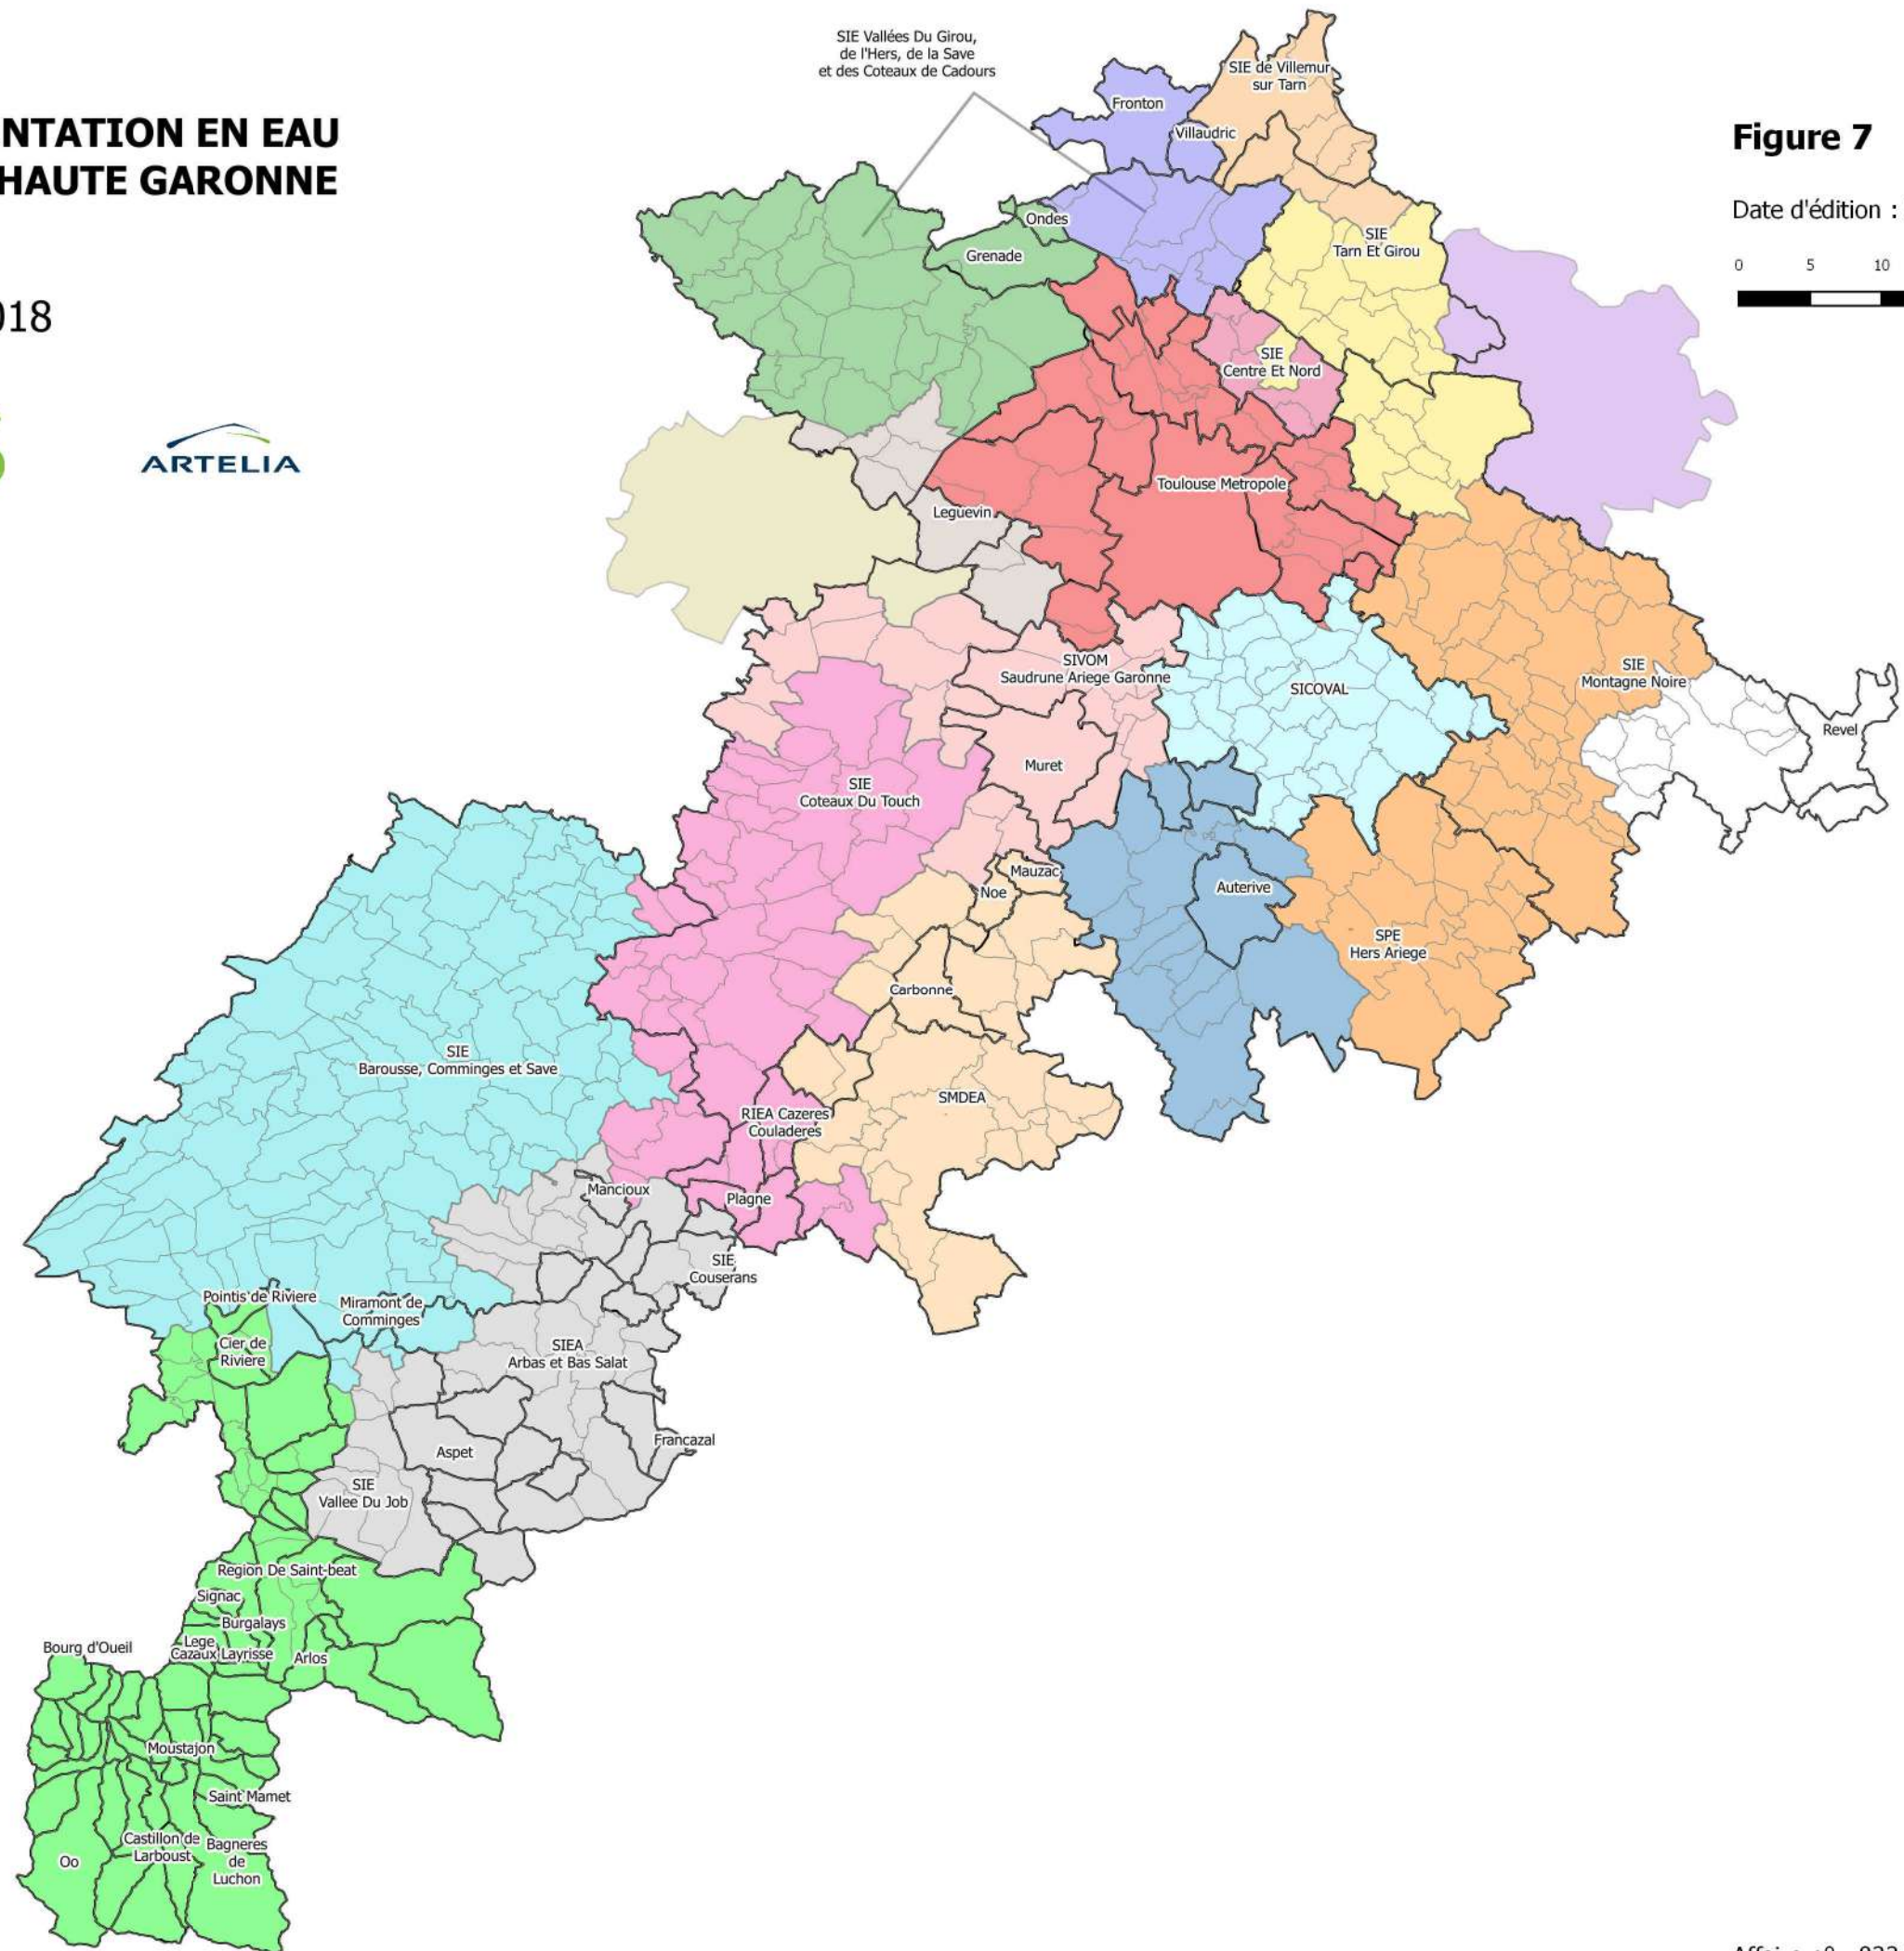 NTATION EN EAU
HAUTE GARONNE
018
ARTELIA
Figure 7
Date d'édition :
0 5 10
SIE Vallées Du Girou,
de l'Hers, de la Save
et des Coteaux de Cadours
SIE de Villemur
sur Tarn
Fronton
Villaudric
Ondes
Grenade
SIE
Tarn Et Girou
SIE
Centre Et Nord
Toulouse Metropole
Leguevin
SIVOM
Saudrune Ariege Garonne
SICOVAL
SIE
Montagne Noire
Revel
Muret
SIE
Coteaux Du Touch
Mauzac
Noe
Auterive
SPE
Hers Ariege
Carbonne
SIE
Barousse, Comminges et Save
SMDEA
RIEA Cazeres
Couladeres
Mancioux
Plagne
SIE
Couserans
Pointis de Riviere
Miramont de
Comminges
Cier de
Riviere
SIEA
Arbas et Bas Salat
Francazal
Aspet
SIE
Vallee Du Job
Region De Saint-beat
Signac
Burgalays
Lege
Cazaux Layrisse
Arlos
Bourg d'Oueil
Moustajon
Saint Mamet
Castillon de
Larboust
Bagneres
de
Luchon
Oo